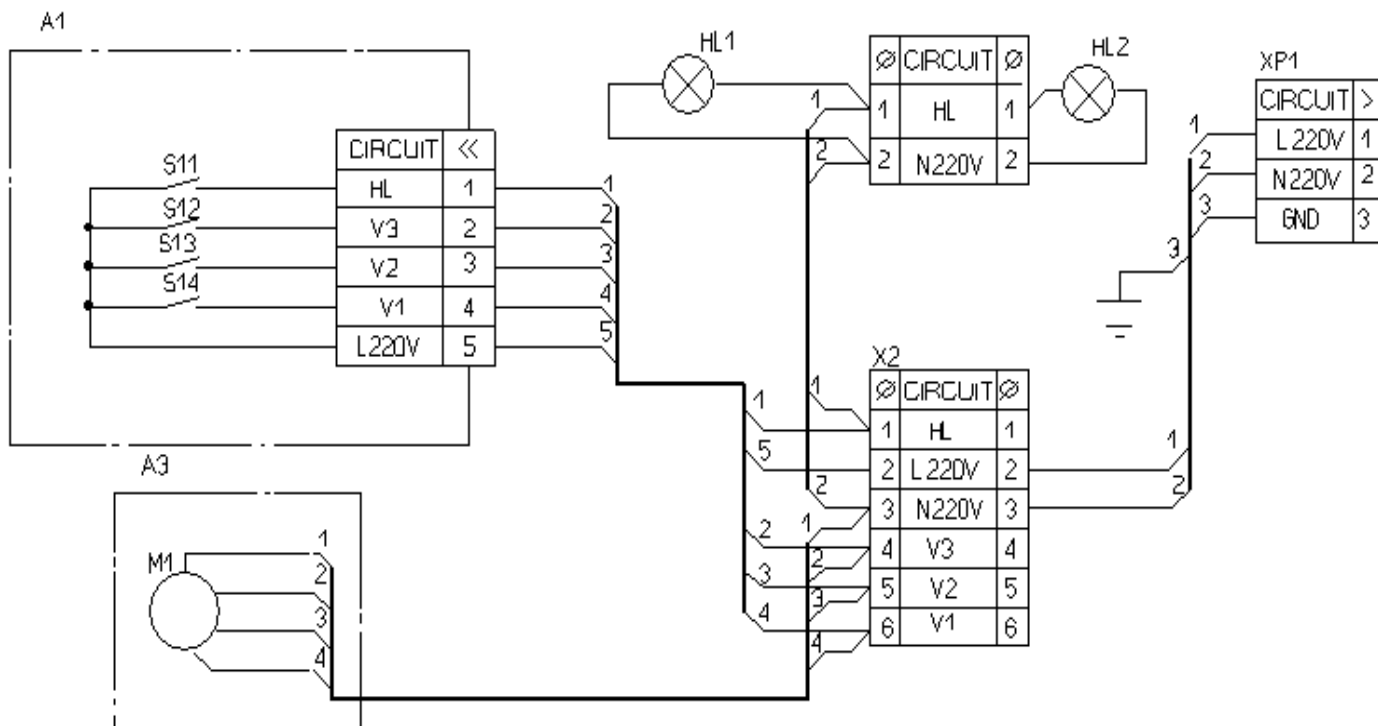 A1
CIRCUIT <<
S11 HL 1 1
S12 V3 2 2
S13 V2 3 3
S14 V1 4 4
L220V 5 5
A3
M1
1
2
3
4
HL1
HL2
Ø CIRCUIT Ø
1 1 HL 1
2 2 N220V 2
XP1
CIRCUIT >
1 L220V 1
2 N220V 2
3 GND 3
3
X2
Ø CIRCUIT Ø
1 1 1 HL 1
5 2 L220V 2 1
2 3 N220V 3 2
1
2 4 V3 4
2
3 5 V2 5
3
4 6 V1 6
4